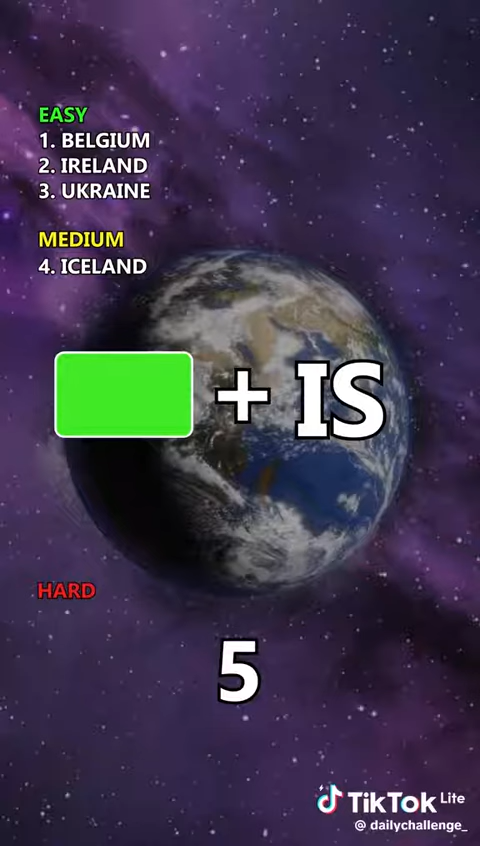 EASY
1. BELGIUM
2. IRELAND
3. UKRAINE
MEDIUM
4. ICELAND
+ IS
HARD
5
TikTok Lite
@ dailychallenge_